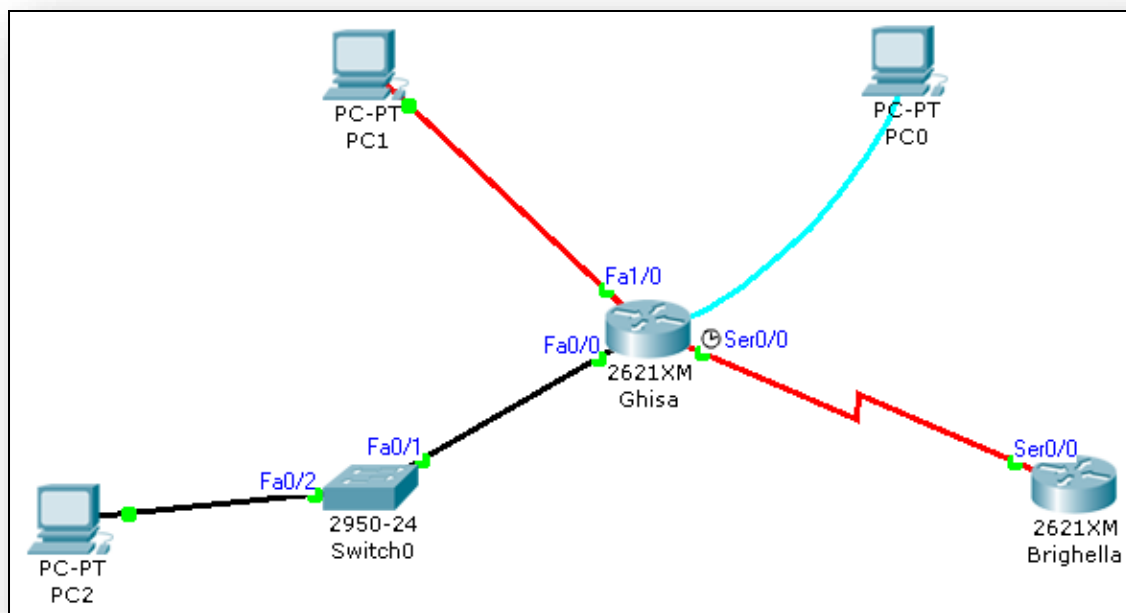 PC-PT
PC1
PC-PT
PC0
Fa1/0
Fa0/0
Ser0/0
2621XM
Ghisa
Fa0/1
Fa0/2
Ser0/0
2950-24
Switch0
2621XM
Brighella
PC-PT
PC2